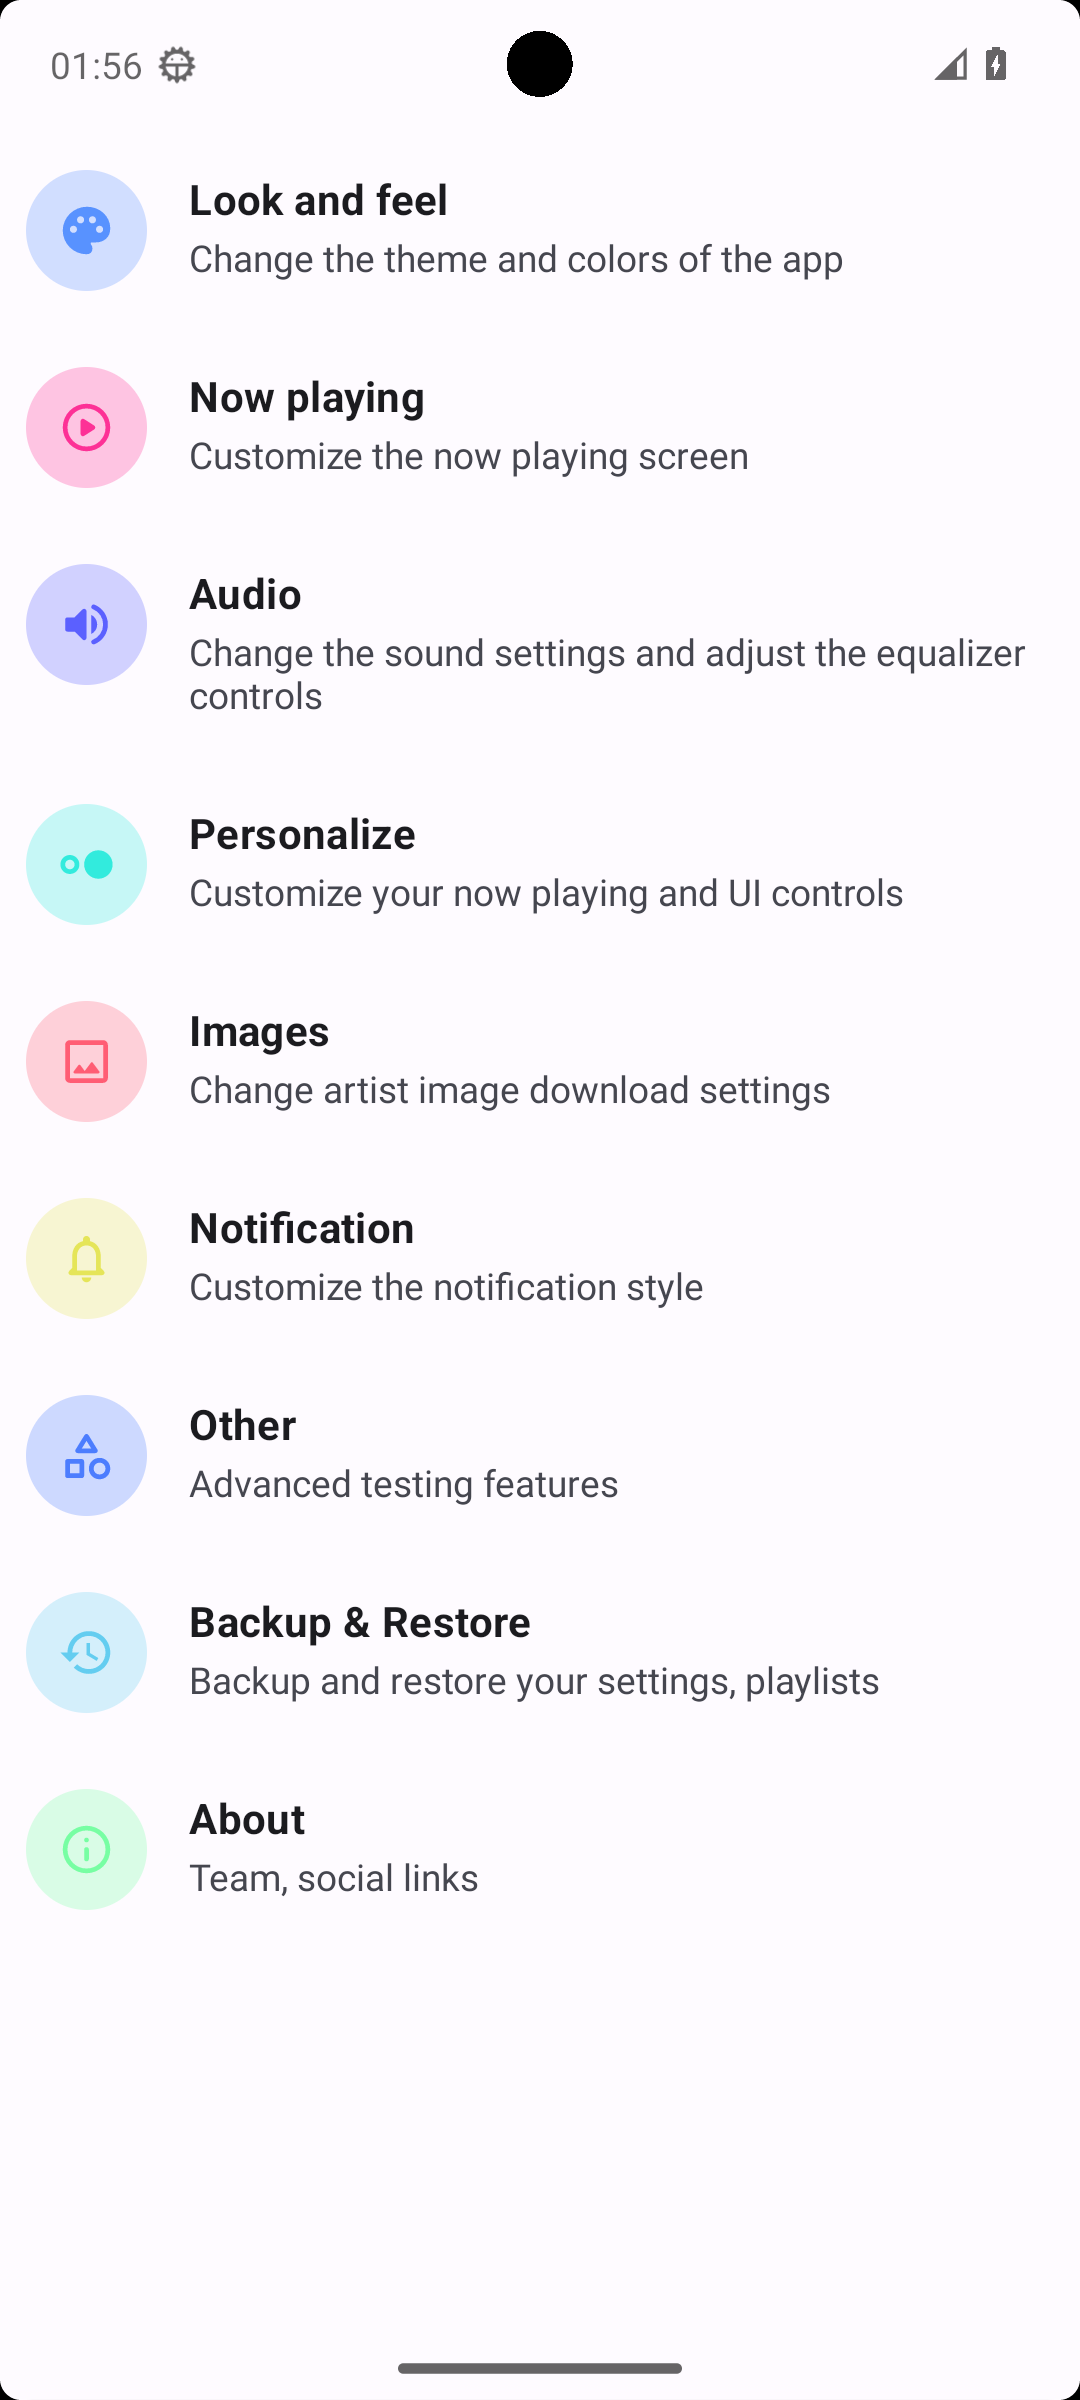 01:56
Look and feel
Change the theme and colors of the app
Now playing
Customize the now playing screen
Audio
Change the sound settings and adjust the equalizer
controls
Personalize
Customize your now playing and UI controls
Images
Change artist image download settings
Notification
Customize the notification style
Other
Advanced testing features
Backup & Restore
Backup and restore your settings, playlists
About
Team, social links